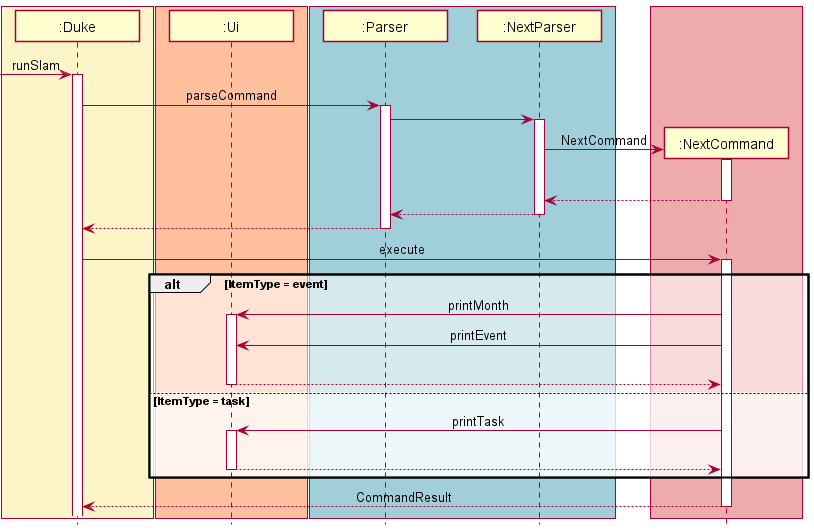 :Duke
:Ui
:Parser
:NextParser
runSlam
parseCommand
NextCommand
:NextCommand
execute
alt
[ItemType = event]
printMonth
printEvent
[ItemType = task]
printTask
CommandResult